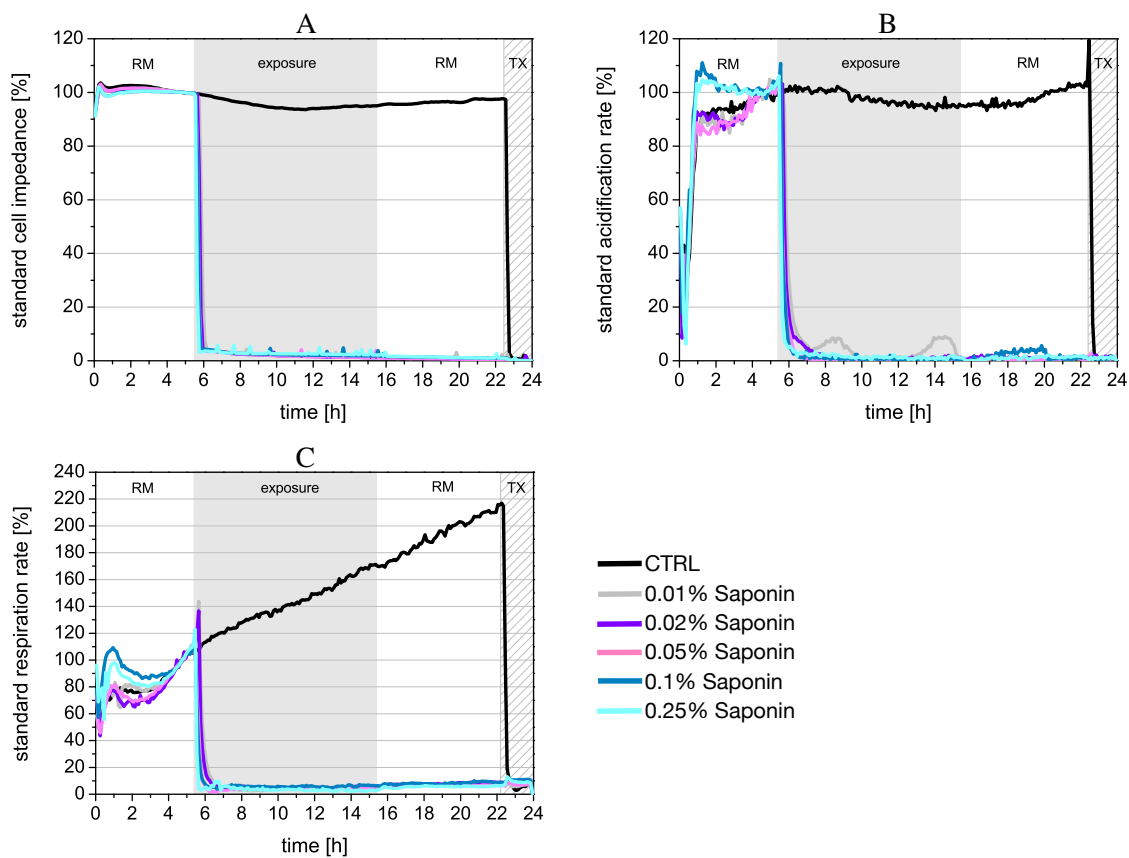 A
standard cell impedance [%]
120
100
80
60
40
20
0
RM
exposure
RM
TX
0 2 4 6 8 10 12 14 16 18 20 22 24
time [h]
B
standard acidification rate [%]
120
100
80
60
40
20
0
RM
exposure
RM
TX
0 2 4 6 8 10 12 14 16 18 20 22 24
time [h]
C
standard respiration rate [%]
240
220
200
180
160
140
120
100
80
60
40
20
0
RM
exposure
RM
TX
0 2 4 6 8 10 12 14 16 18 20 22 24
time [h]
CTRL
0.01% Saponin
0.02% Saponin
0.05% Saponin
0.1% Saponin
0.25% Saponin